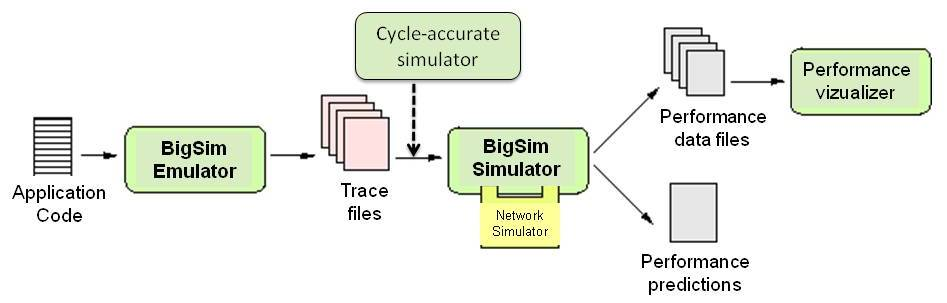 Cycle-accurate
simulator
Application
Code
BigSim
Emulator
Trace
files
BigSim
Simulator
Network
Simulator
Performance
data files
Performance
vizualizer
Performance
predictions